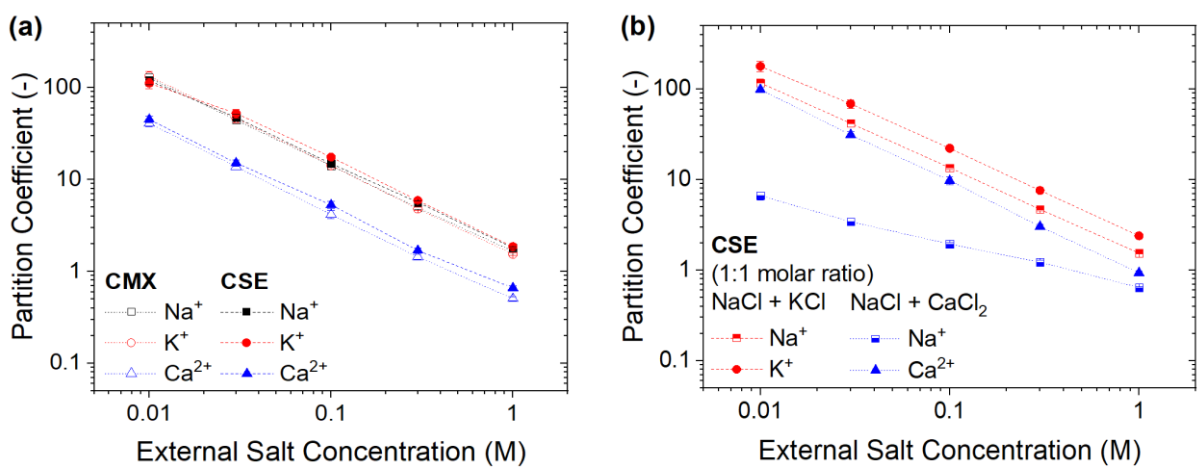 (a)
Partition Coefficient (-)
100
10
1
0.1
CMX CSE
Na⁺ Na⁺
K⁺ K⁺
Ca²⁺ Ca²⁺
0.01 0.1 1
External Salt Concentration (M)
(b)
Partition Coefficient (-)
100
10
1
0.1
CSE
(1:1 molar ratio)
NaCl + KCl NaCl + CaCl₂
Na⁺ Na⁺
K⁺ Ca²⁺
0.01 0.1 1
External Salt Concentration (M)